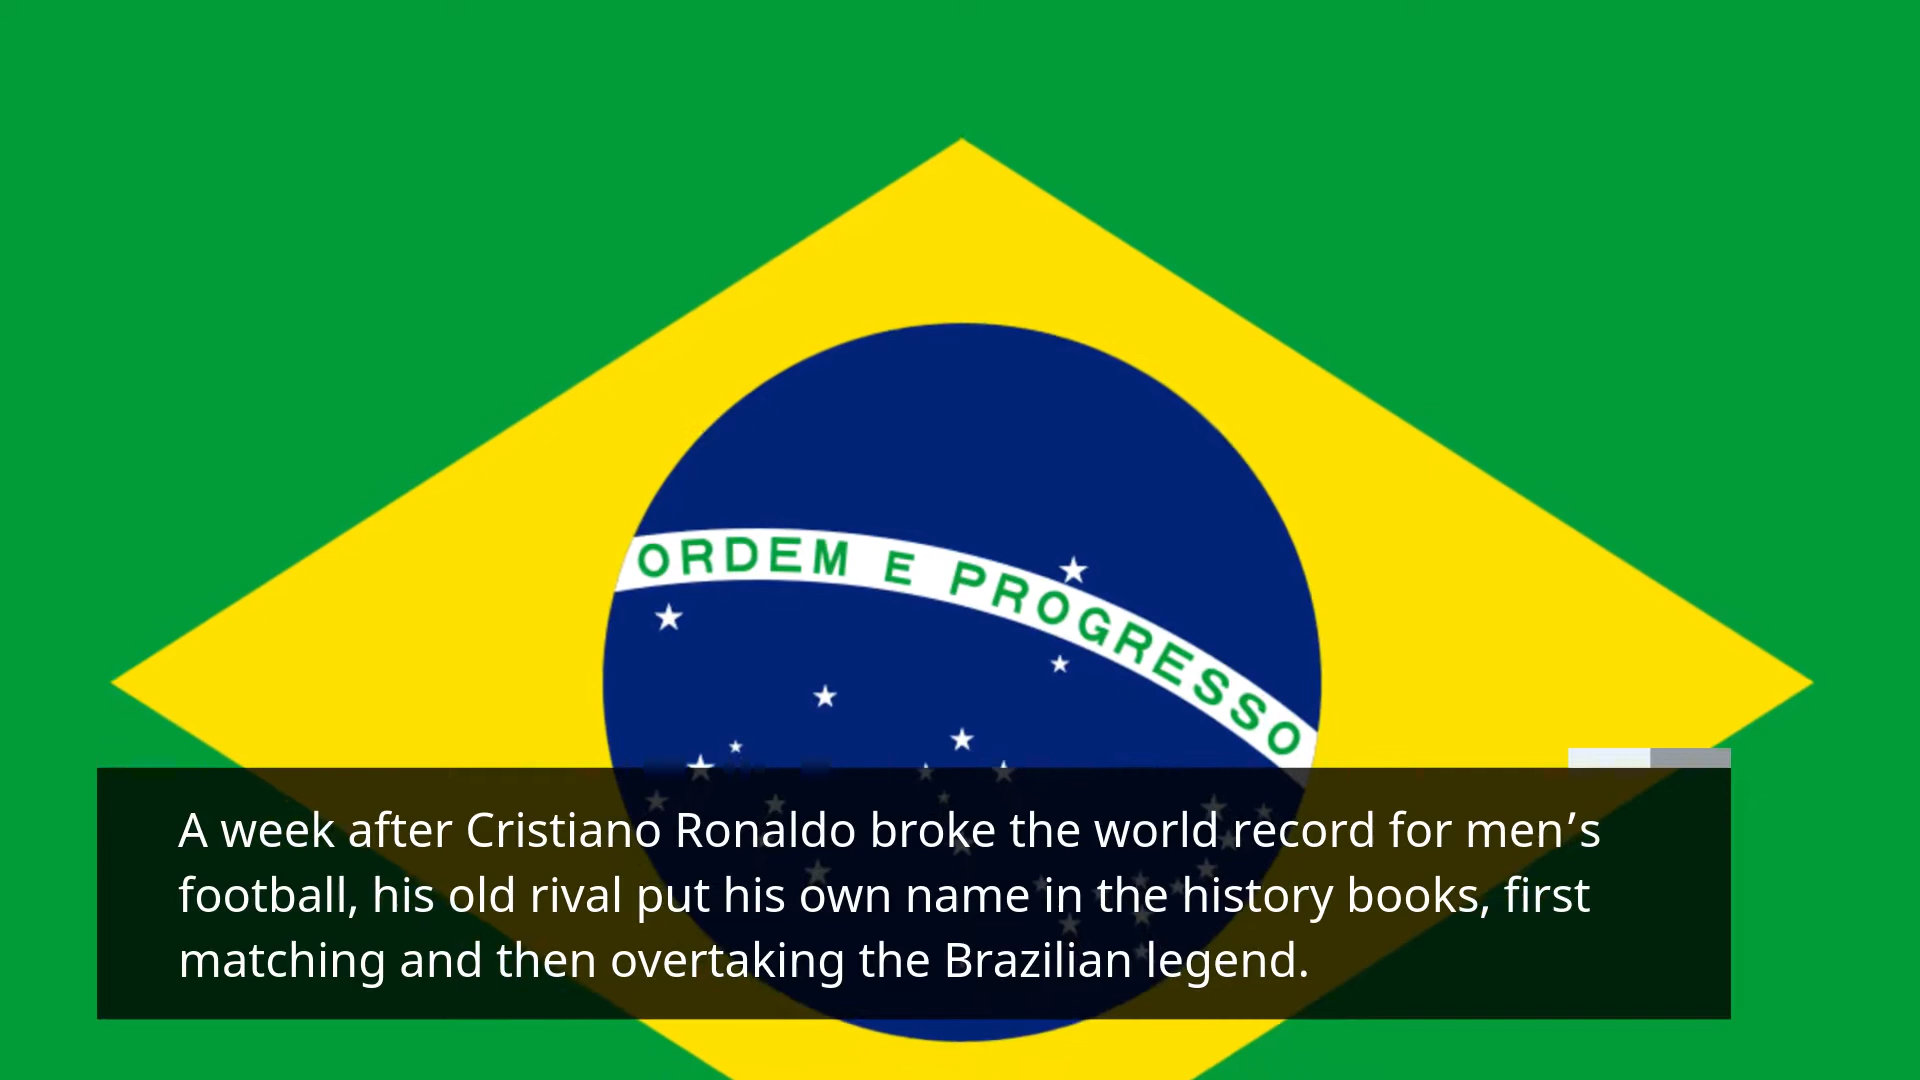 ORDEM E PROGRESSO
A week after Cristiano Ronaldo broke the world record for men’s
football, his old rival put his own name in the history books, first
matching and then overtaking the Brazilian legend.